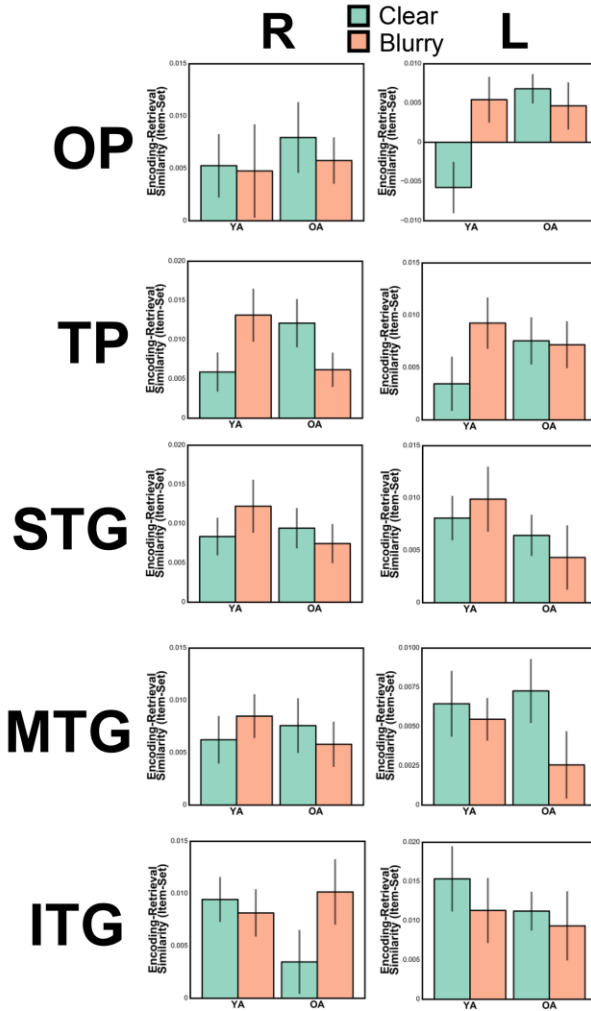 R Clear L
Blurry
OP
Encoding-Retrieval
Similarity (Item-Set)
0.015
0.010
0.005
0
YA OA
Encoding-Retrieval
Similarity (Item-Set)
0.010
0.005
0
−0.005
−0.010
YA OA
TP
Encoding-Retrieval
Similarity (Item-Set)
0.020
0.015
0.010
0.005
0
YA OA
Encoding-Retrieval
Similarity (Item-Set)
0.015
0.010
0.005
0
YA OA
STG
Encoding-Retrieval
Similarity (Item-Set)
0.020
0.015
0.010
0.005
0
YA OA
Encoding-Retrieval
Similarity (Item-Set)
0.015
0.010
0.005
0
YA OA
MTG
Encoding-Retrieval
Similarity (Item-Set)
0.015
0.010
0.005
0
YA OA
Encoding-Retrieval
Similarity (Item-Set)
0.0100
0.0075
0.0050
0.0025
0
YA OA
ITG
Encoding-Retrieval
Similarity (Item-Set)
0.015
0.010
0.005
0
YA OA
Encoding-Retrieval
Similarity (Item-Set)
0.020
0.015
0.010
0.005
0
YA OA